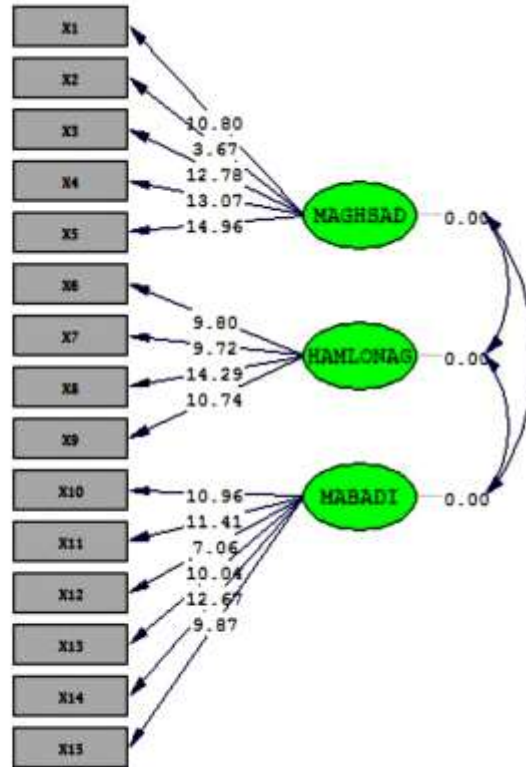 X1
X2
X3
X4
X5
X6
X7
X8
X9
X10
X11
X12
X13
X14
X15
10.80
3.67
12.78
13.07
14.96
9.80
9.72
14.29
10.74
10.96
11.41
7.06
10.04
12.67
9.87
MAGHSAD
0.00
HAMLONAG
0.00
MABADI
0.00